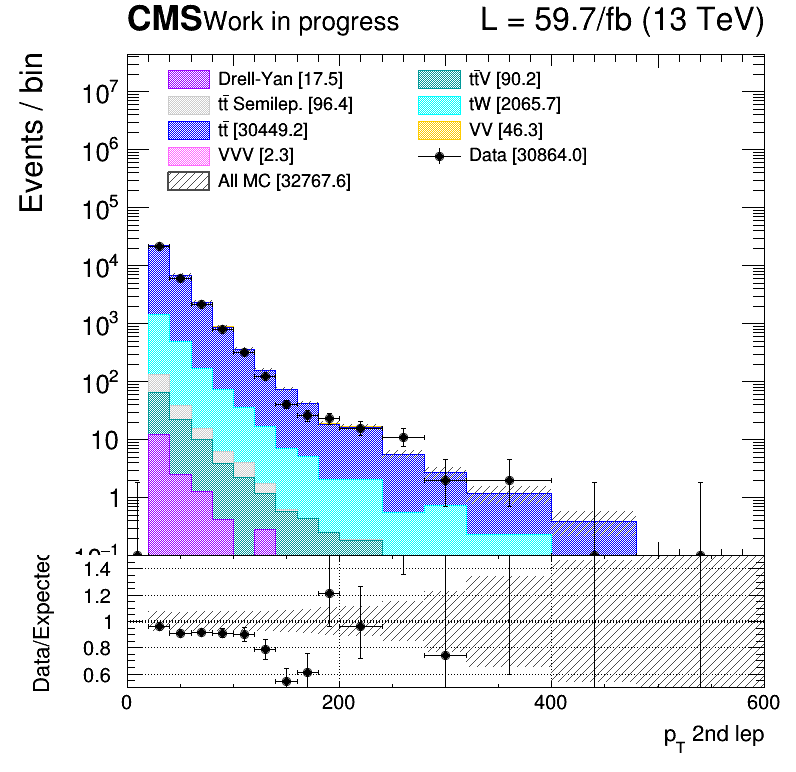 CMS Work in progress L = 59.7/fb (13 TeV)
Events / bin
Drell-Yan [17.5]
tt̄ Semilep. [96.4]
tt̄ [30449.2]
VVV [2.3]
All MC [32767.6]
tt̄V [90.2]
tW [2065.7]
VV [46.3]
Data [30864.0]
10⁷
10⁶
10⁵
10⁴
10³
10²
10
1
10⁻¹
Data/Expected
1.4
1.2
1
0.8
0.6
0 200 400 600
p_T 2nd lep